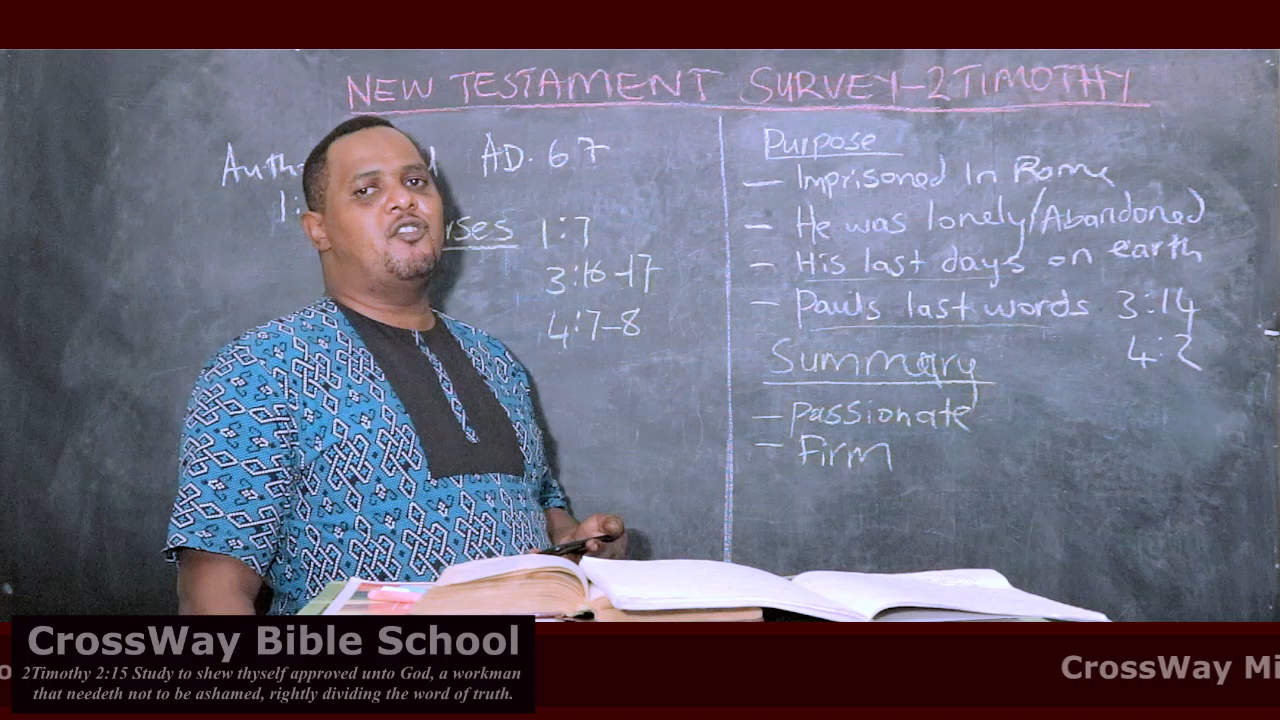 NEW TESTAMENT SURVEY-2TIMOTHY
AD. 67
1:7
3:16-17
4:7-8
Purpose
- Imprisoned In Rome
- He was lonely/Abandoned
- His last days on earth
- Paul's last words 3:14
4:2
Summary
- Passionate
- Firm
CrossWay Bible School
2Timothy 2:15 Study to shew thyself approved unto God, a workman
that needeth not to be ashamed, rightly dividing the word of truth.
CrossWay Mi